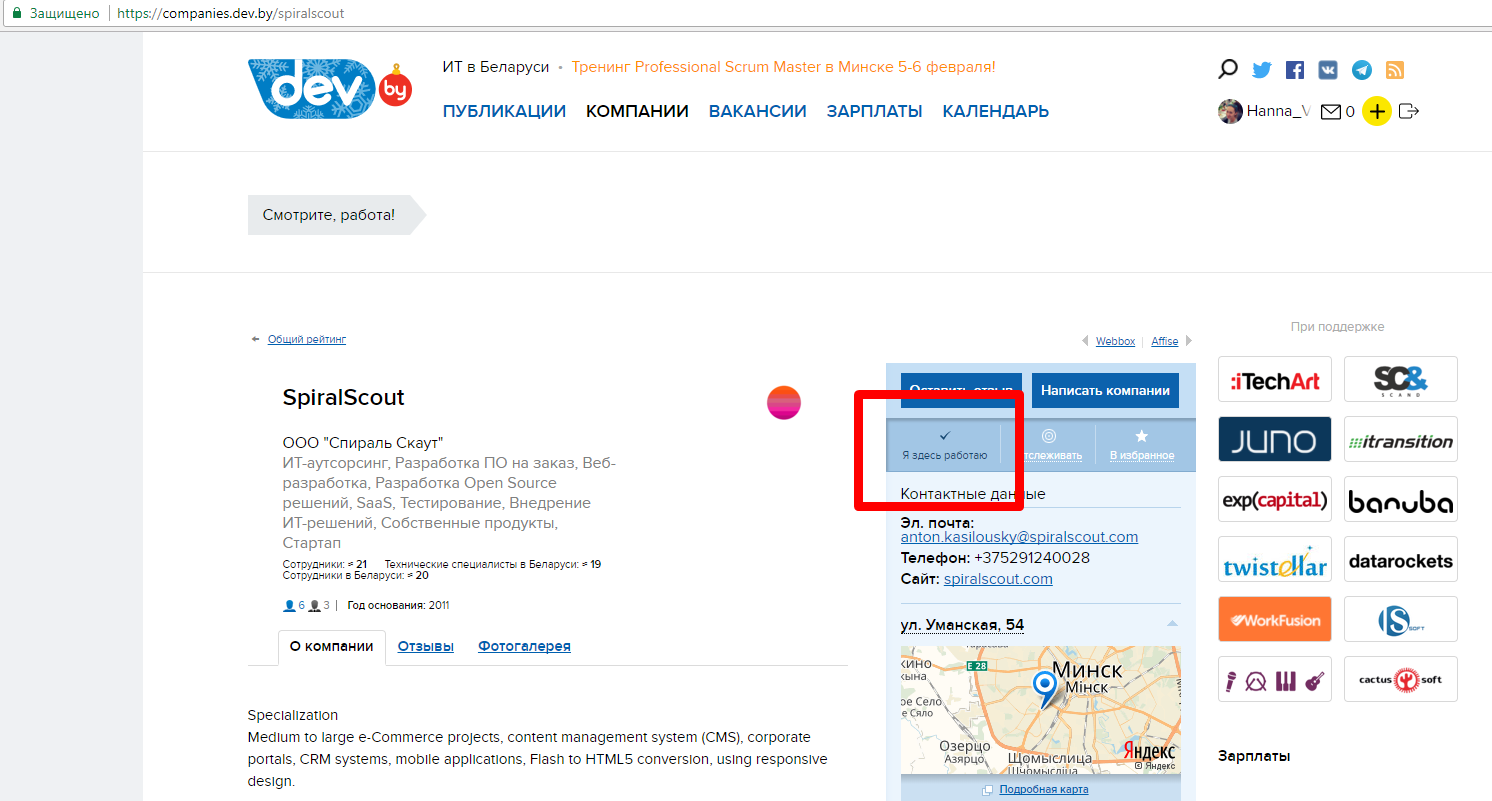 Защищено
https://companies.dev.by/spiralscout
dev by
ИТ в Беларуси • Тренинг Professional Scrum Master в Минске 5-6 февраля!
ПУБЛИКАЦИИ КОМПАНИИ ВАКАНСИИ ЗАРПЛАТЫ КАЛЕНДАРЬ
Hanna_V 0
Смотрите, работа!
← Общий рейтинг
Webbox Affise
SpiralScout
ООО "Спираль Скаут"
ИТ-аутсорсинг, Разработка ПО на заказ, Веб-
разработка, Разработка Open Source
решений, SaaS, Тестирование, Внедрение
ИТ-решений, Собственные продукты,
Стартап
Сотрудники: ≈ 21 Технические специалисты в Беларуси: ≈ 19
Сотрудники в Беларуси: ≈ 20
6 3 | Год основания: 2011
О компании Отзывы Фотогалерея
Specialization
Medium to large e-Commerce projects, content management system (CMS), corporate
portals, CRM systems, mobile applications, Flash to HTML5 conversion, using responsive
design.
Оставить отзыв Написать компании
Я здесь работаю тслеживать В избранное
Контактные данные
Эл. почта:
anton.kasilousky@spiralscout.com
Телефон: +375291240028
Сайт: spiralscout.com
ул. Уманская, 54
E 28
Минск
Мінск
Озерцо
Азярцо
Щомыслица
Шчомысліца
Яндекс
© Яндекс
Подробная карта
При поддержке
:iTechArt
SC&
SCAND
JUNO
itransition
exp(capital)
banuba
twistellar
datarockets
WorkFusion
IS SOFT
cactus soft
Зарплаты